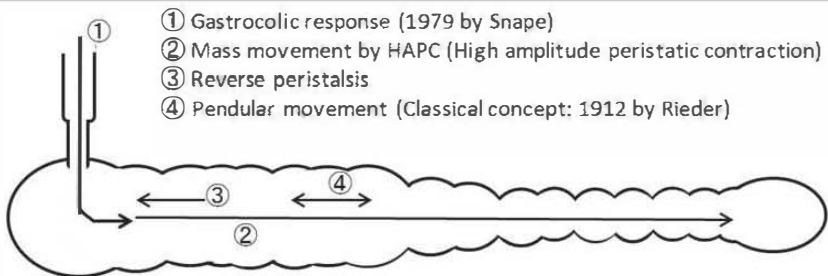 ① Gastrocolic response (1979 by Snape)
② Mass movement by HAPC (High amplitude peristatic contraction)
③ Reverse peristalsis
④ Pendular movement (Classical concept: 1912 by Rieder)
①
③
④
②